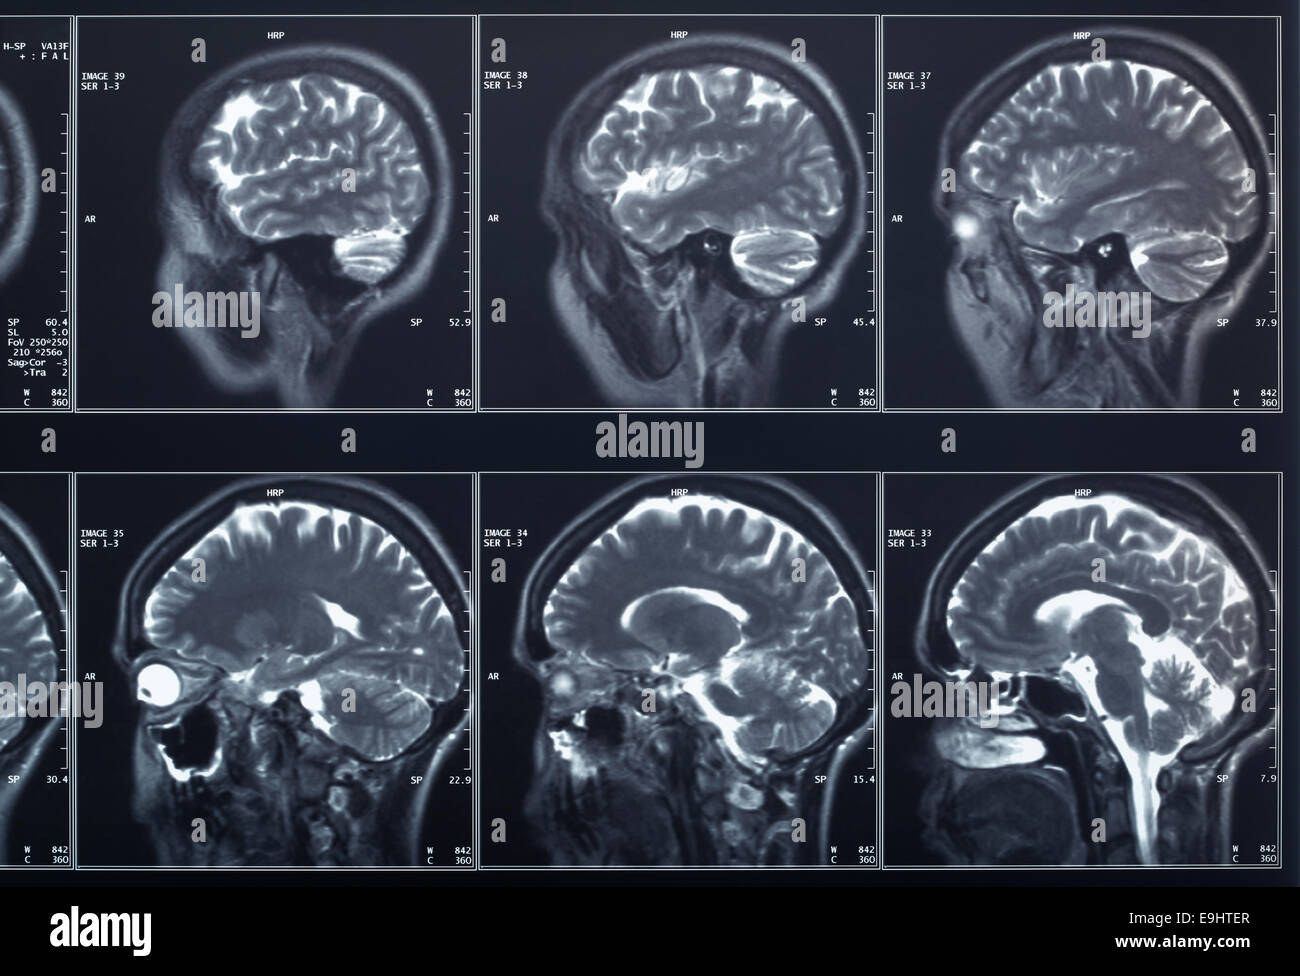 H-SP VA13F
+ : F A L
SP 60.4
SL 5.0
FoV 250*250
210 *256o
Sag>Cor -3
>Tra 2
W 842
C 360
HRP
IMAGE 39
SER 1-3
AR
SP 52.9
W 842
C 360
HRP
IMAGE 38
SER 1-3
AR
SP 45.4
W 842
C 360
HRP
IMAGE 37
SER 1-3
AR
SP 37.9
W 842
C 360
SP 30.4
W 842
C 360
HRP
IMAGE 35
SER 1-3
AR
SP 22.9
W 842
C 360
HRP
IMAGE 34
SER 1-3
AR
SP 15.4
W 842
C 360
HRP
IMAGE 33
SER 1-3
AR
SP 7.9
W 842
C 360
a a a a
a a a a
alamy alamy
a
a a alamy a a
a a a a
alamy alamy alamy
a a a a
alamy
Image ID: E9HTER
www.alamy.com